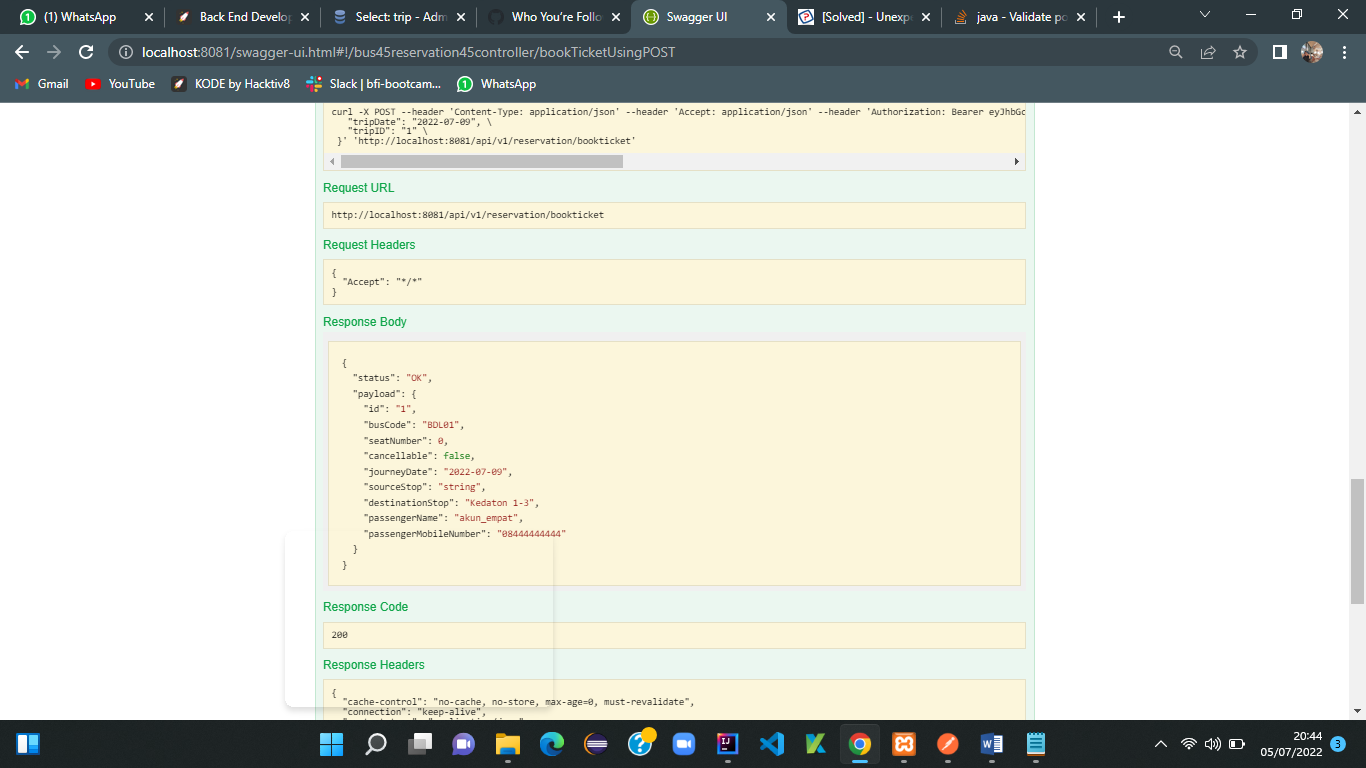 (1) WhatsApp
Back End Develop
Select: trip - Adm
Who You're Follo
Swagger UI
[Solved] - Unexpe
java - Validate po
localhost:8081/swagger-ui.html#!/bus45reservation45controller/bookTicketUsingPOST
Gmail
YouTube
KODE by Hacktiv8
Slack | bfi-bootcam...
WhatsApp
curl -X POST --header 'Content-Type: application/json' --header 'Accept: application/json' --header 'Authorization: Bearer eyJhbGc
"tripDate": "2022-07-09", \
"tripID": "1" \
}' 'http://localhost:8081/api/v1/reservation/bookticket'
Request URL
http://localhost:8081/api/v1/reservation/bookticket
Request Headers
{
"Accept": "*/*"
}
Response Body
{
"status": "OK",
"payload": {
"id": "1",
"busCode": "BDL01",
"seatNumber": 0,
"cancellable": false,
"journeyDate": "2022-07-09",
"sourceStop": "string",
"destinationStop": "Kedaton 1-3",
"passengerName": "akun_empat",
"passengerMobileNumber": "08444444444"
}
}
Response Code
200
Response Headers
{
"cache-control": "no-cache, no-store, max-age=0, must-revalidate",
"connection": "keep-alive",
20:44
05/07/2022
3